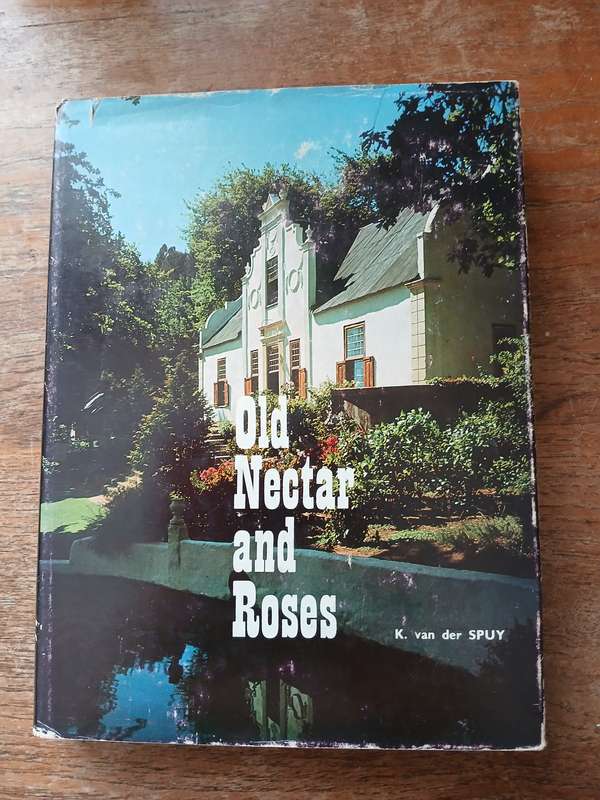 Old
Nectar
and
Roses
K. van der SPUY